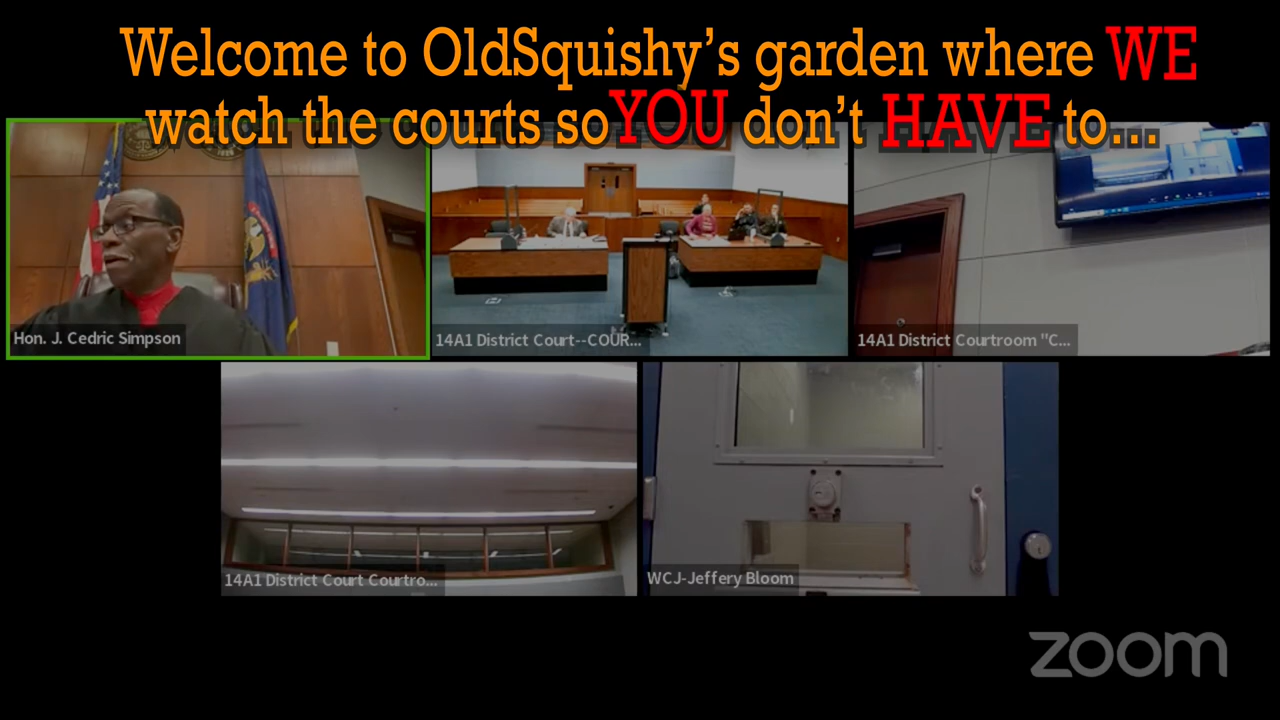 Welcome to OldSquishy's garden where WE
watch the courts so YOU don't HAVE to...
Hon. J. Cedric Simpson
14A1 District Court--COUR...
14A1 District Courtroom "C...
14A1 District Court Courtro...
WCJ-Jeffery Bloom
zoom